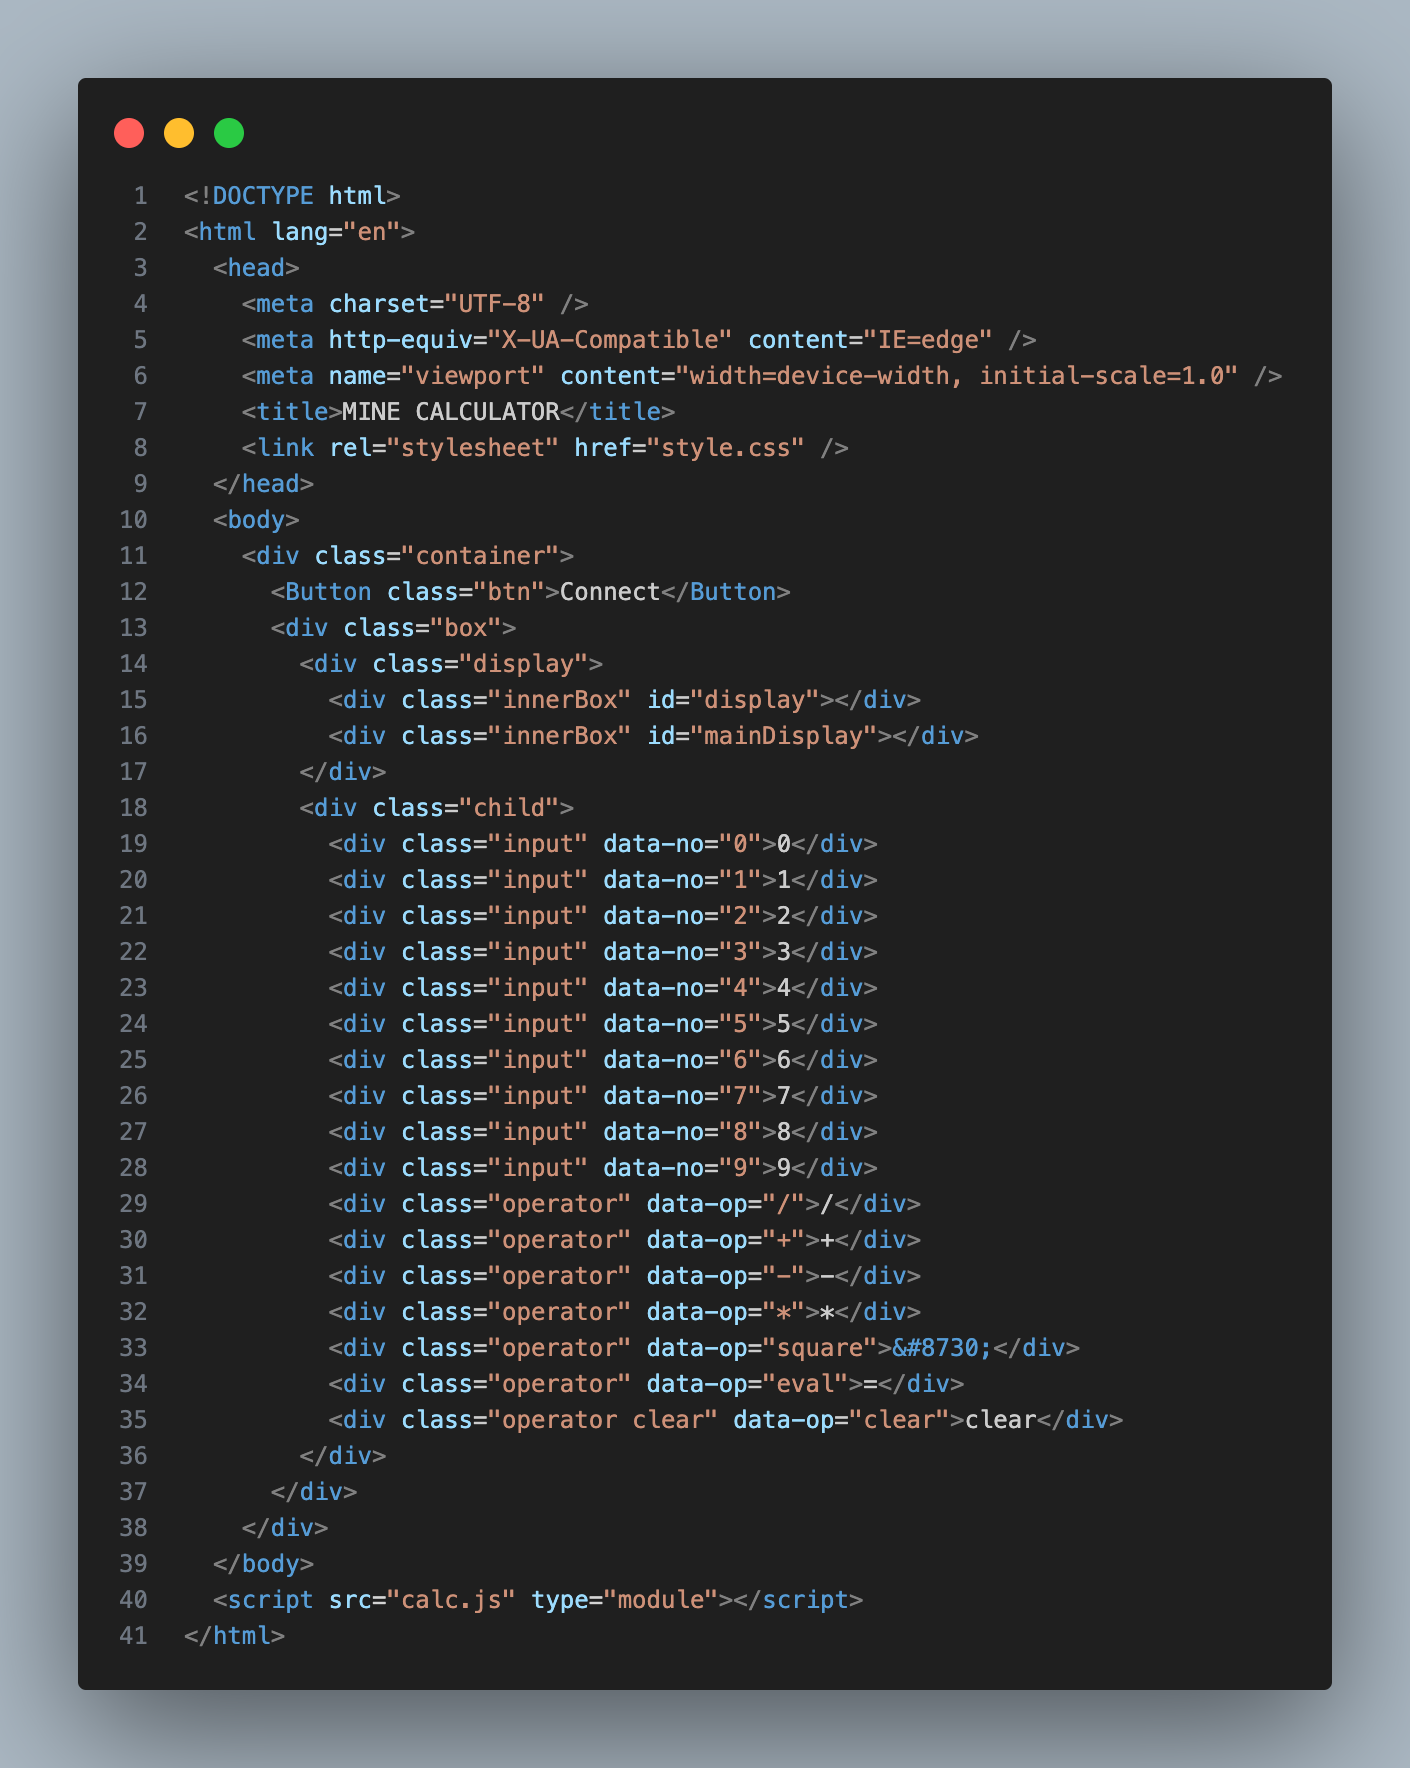 1 <!DOCTYPE html>
2 <html lang="en">
3   <head>
4     <meta charset="UTF-8" />
5     <meta http-equiv="X-UA-Compatible" content="IE=edge" />
6     <meta name="viewport" content="width=device-width, initial-scale=1.0" />
7     <title>MINE CALCULATOR</title>
8     <link rel="stylesheet" href="style.css" />
9   </head>
10   <body>
11     <div class="container">
12       <Button class="btn">Connect</Button>
13       <div class="box">
14         <div class="display">
15           <div class="innerBox" id="display"></div>
16           <div class="innerBox" id="mainDisplay"></div>
17         </div>
18         <div class="child">
19           <div class="input" data-no="0">0</div>
20           <div class="input" data-no="1">1</div>
21           <div class="input" data-no="2">2</div>
22           <div class="input" data-no="3">3</div>
23           <div class="input" data-no="4">4</div>
24           <div class="input" data-no="5">5</div>
25           <div class="input" data-no="6">6</div>
26           <div class="input" data-no="7">7</div>
27           <div class="input" data-no="8">8</div>
28           <div class="input" data-no="9">9</div>
29           <div class="operator" data-op="/">/</div>
30           <div class="operator" data-op="+">+</div>
31           <div class="operator" data-op="-">-</div>
32           <div class="operator" data-op="*">*</div>
33           <div class="operator" data-op="square">&#8730;</div>
34           <div class="operator" data-op="eval">=</div>
35           <div class="operator clear" data-op="clear">clear</div>
36         </div>
37       </div>
38     </div>
39   </body>
40   <script src="calc.js" type="module"></script>
41 </html>